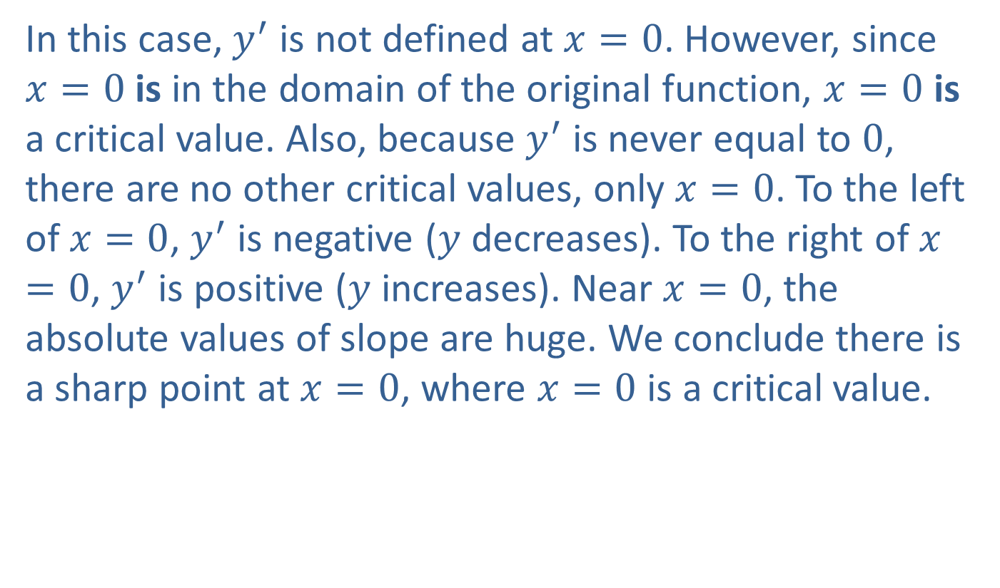 In this case, y′ is not defined at x = 0. However, since
x = 0 is in the domain of the original function, x = 0 is
a critical value. Also, because y′ is never equal to 0,
there are no other critical values, only x = 0. To the left
of x = 0, y′ is negative (y decreases). To the right of x
= 0, y′ is positive (y increases). Near x = 0, the
absolute values of slope are huge. We conclude there is
a sharp point at x = 0, where x = 0 is a critical value.